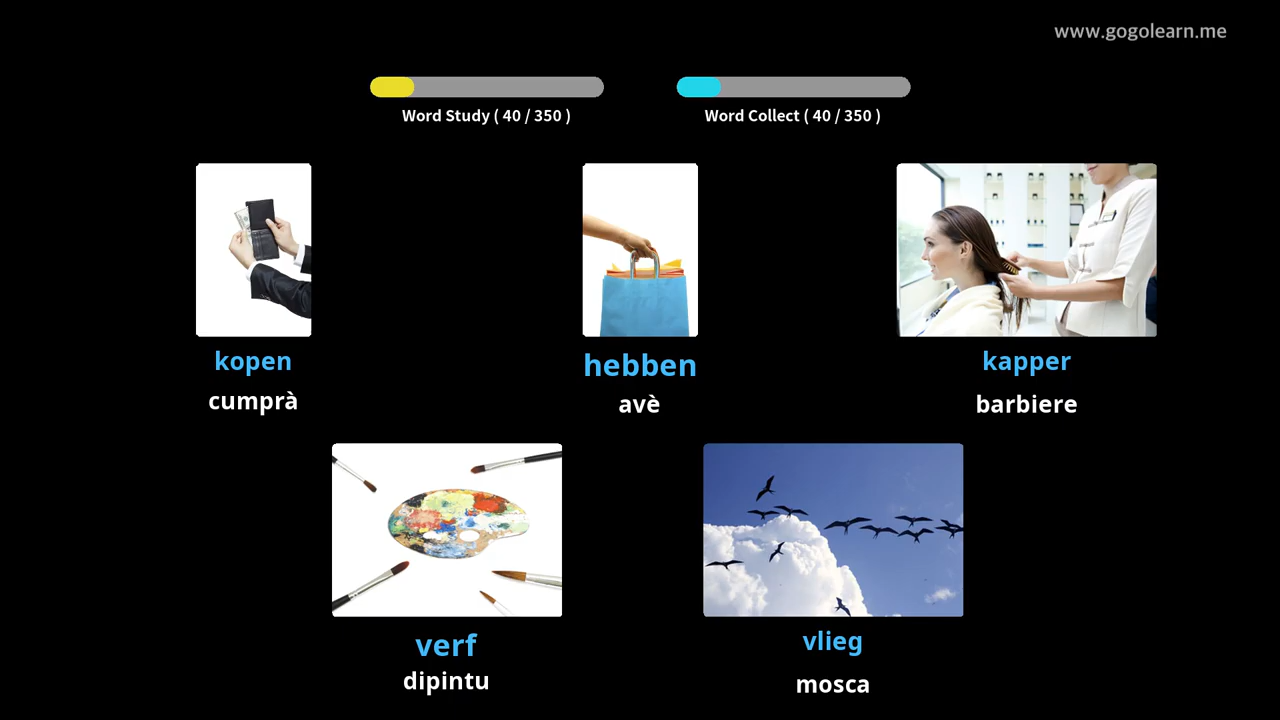 www.gogolearn.me
Word Study ( 40 / 350 )
Word Collect ( 40 / 350 )
kopen
cumprà
hebben
avè
kapper
barbiere
verf
dipintu
vlieg
mosca